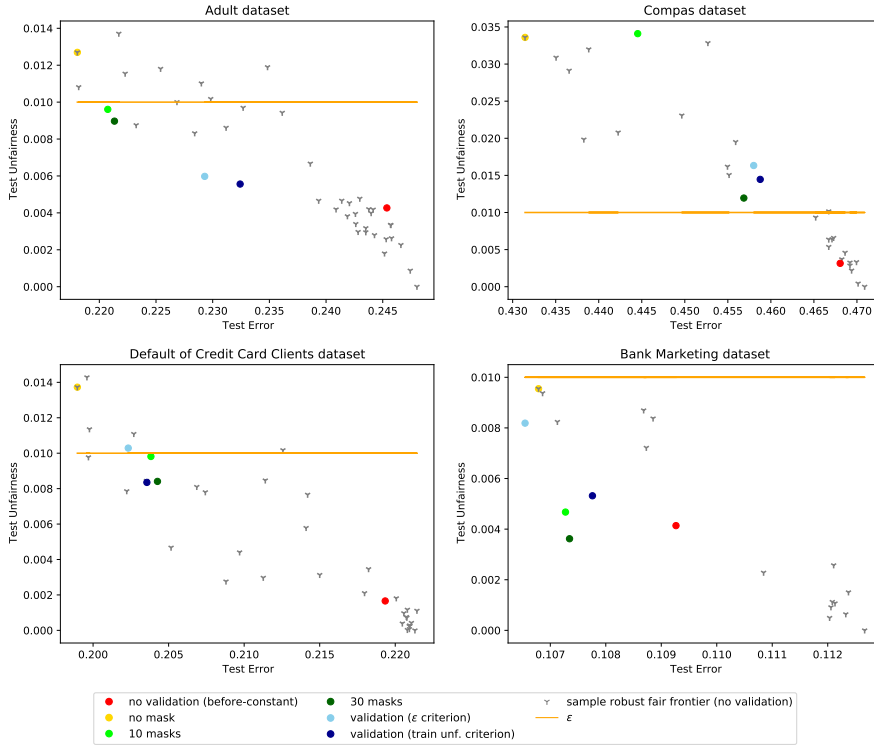 Adult dataset
Test Unfairness
0.014
0.012
0.010
0.008
0.006
0.004
0.002
0.000
0.220 0.225 0.230 0.235 0.240 0.245
Test Error
Compas dataset
Test Unfairness
0.035
0.030
0.025
0.020
0.015
0.010
0.005
0.000
0.430 0.435 0.440 0.445 0.450 0.455 0.460 0.465 0.470
Test Error
Default of Credit Card Clients dataset
Test Unfairness
0.014
0.012
0.010
0.008
0.006
0.004
0.002
0.000
0.200 0.205 0.210 0.215 0.220
Test Error
Bank Marketing dataset
Test Unfairness
0.010
0.008
0.006
0.004
0.002
0.000
0.107 0.108 0.109 0.110 0.111 0.112
Test Error
no validation (before-constant)
no mask
10 masks
30 masks
validation (ε criterion)
validation (train unf. criterion)
sample robust fair frontier (no validation)
ε